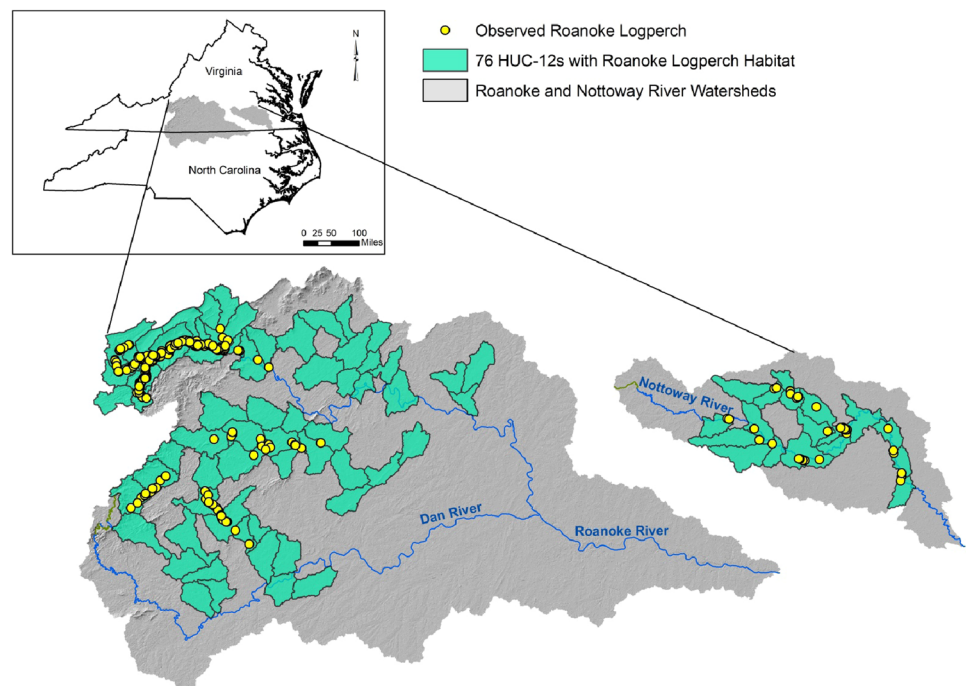 N
Virginia
North Carolina
0 25 50 100
Miles
Observed Roanoke Logperch
76 HUC-12s with Roanoke Logperch Habitat
Roanoke and Nottoway River Watersheds
Nottoway River
Dan River
Roanoke River